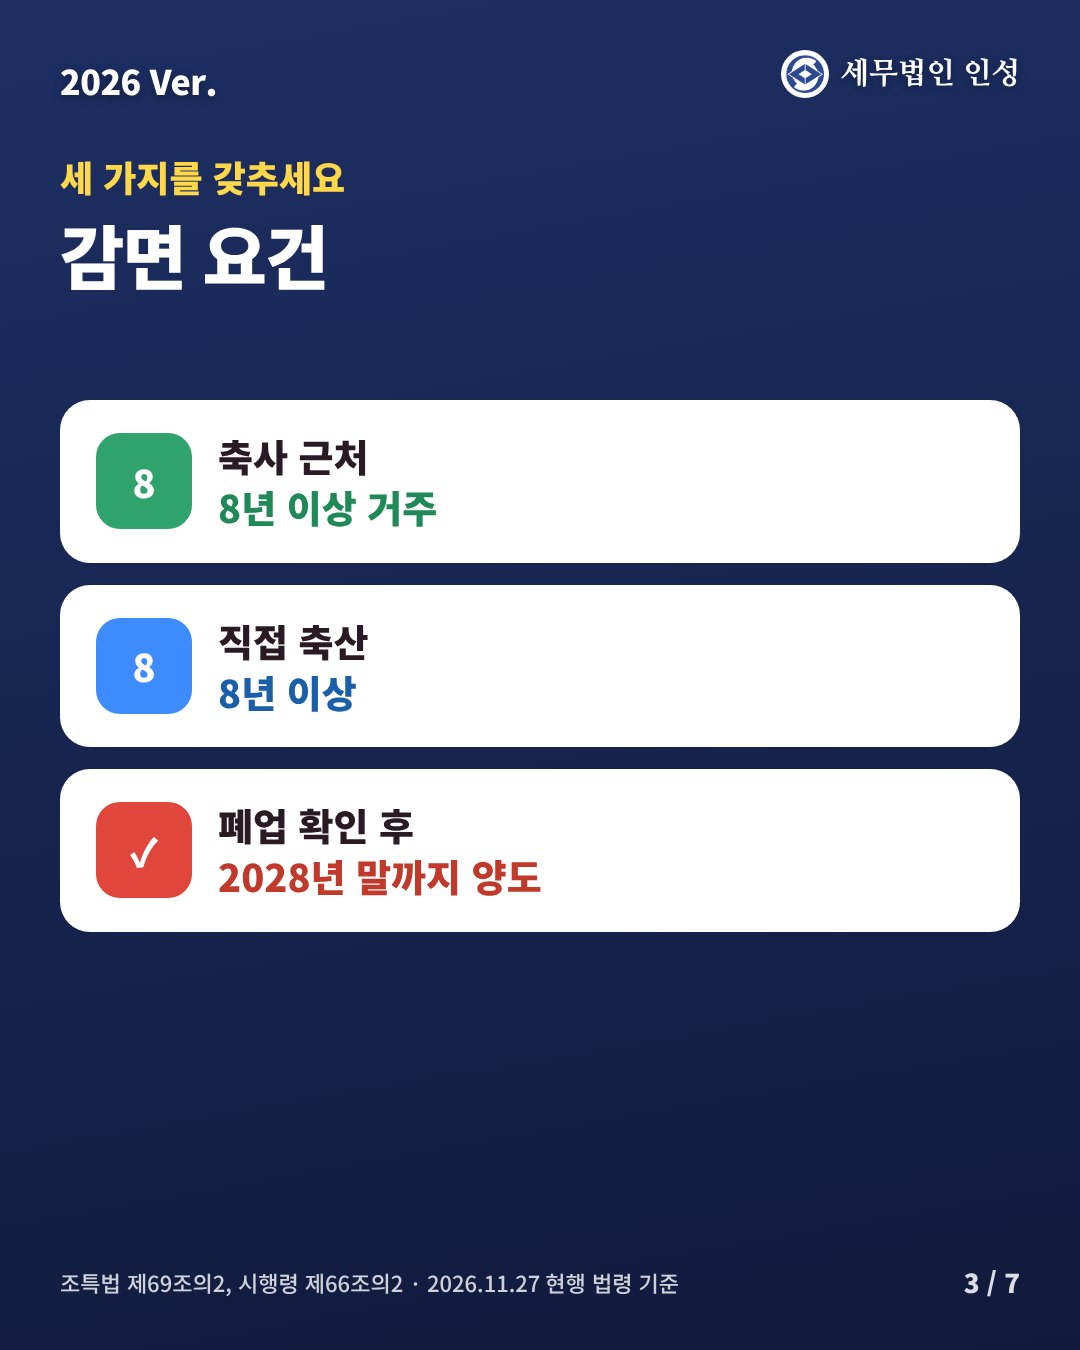 2026 Ver.
세무법인 인성
세 가지를 갖추세요
감면 요건
8
축사 근처
8년 이상 거주
8
직접 축산
8년 이상
✓
폐업 확인 후
2028년 말까지 양도
조특법 제69조의2, 시행령 제66조의2 · 2026.11.27 현행 법령 기준
3 / 7